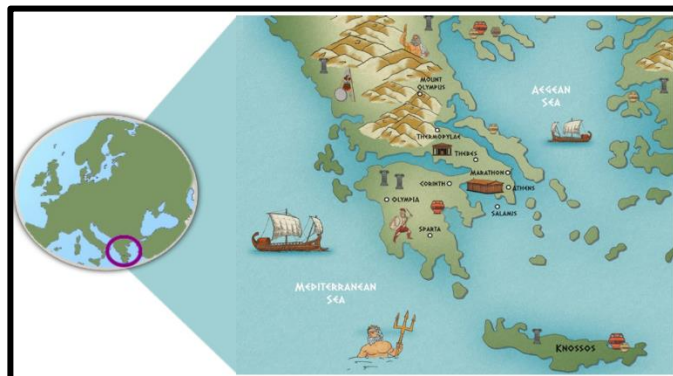 MOUNT
OLYMPUS
AEGEAN
SEA
THERMOPYLAE
THEBES
MARATHON
CORINTH
ATHENS
OLYMPIA
SALAMIS
SPARTA
MEDITERRANEAN
SEA
KNOSSOS